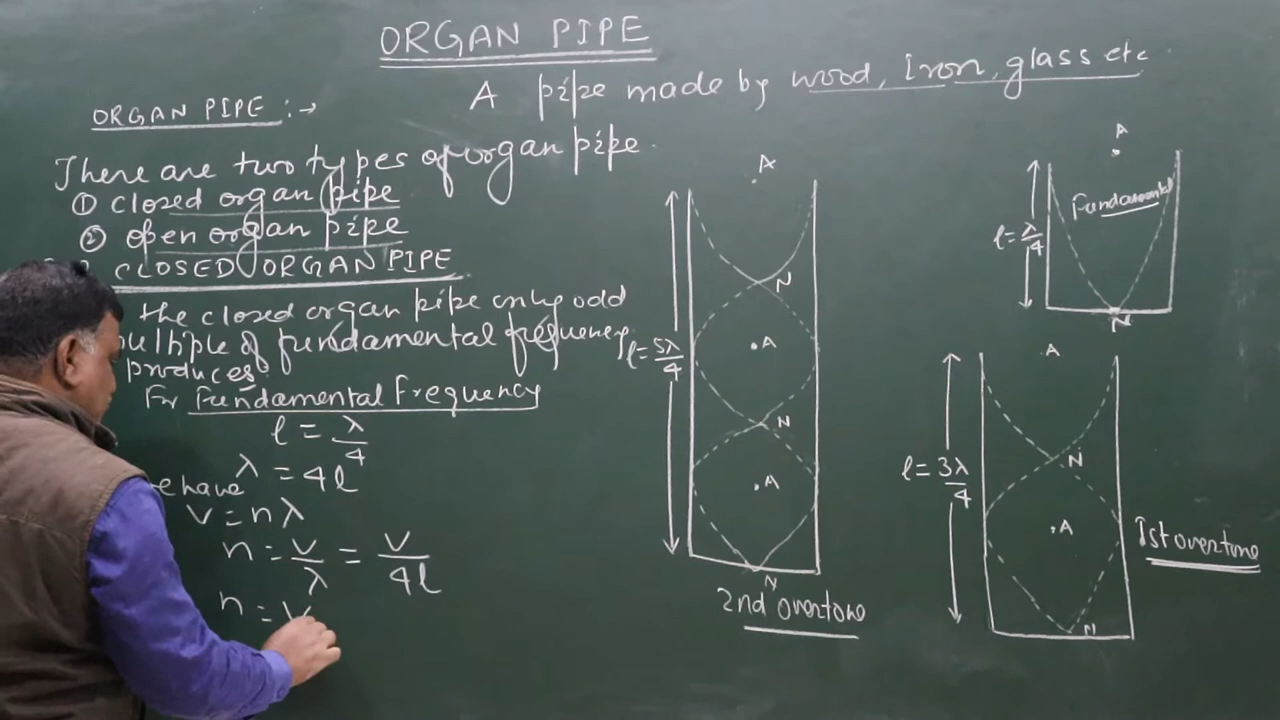 ORGAN PIPE
A pipe made by wood, iron, glass etc.
ORGAN PIPE :→
There are two types of organ pipe.
① closed organ pipe
② open organ pipe
CLOSED ORGAN PIPE
the closed organ pipe only odd
multiple of fundamental frequency
produces
For Fundamental Frequency
l = λ/4
λ = 4l
we have
v = nλ
n = v/λ = v/4l
n = v
A
l = 5λ/4
N
A
N
A
N
2nd overtone
A
Fundamental
l = λ/4
N
A
l = 3λ/4
N
A
N
1st overtone